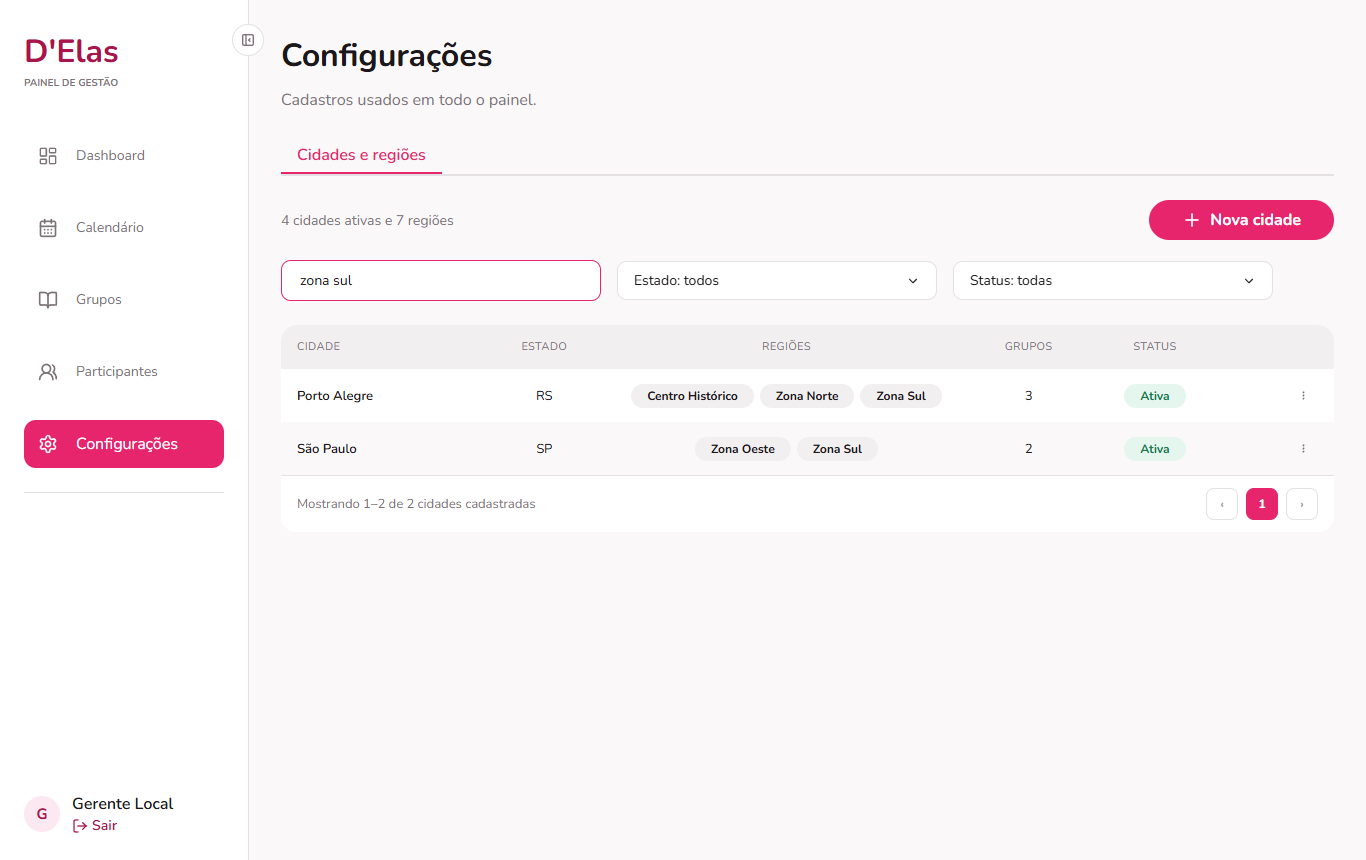 D'Elas
PAINEL DE GESTÃO
Dashboard
Calendário
Grupos
Participantes
Configurações
G
Gerente Local
Sair
Configurações
Cadastros usados em todo o painel.
Cidades e regiões
4 cidades ativas e 7 regiões
Nova cidade
zona sul
Estado: todos
Status: todas
CIDADE ESTADO REGIÕES GRUPOS STATUS
Porto Alegre RS Centro Histórico Zona Norte Zona Sul 3 Ativa
São Paulo SP Zona Oeste Zona Sul 2 Ativa
Mostrando 1–2 de 2 cidades cadastradas
‹ 1 ›